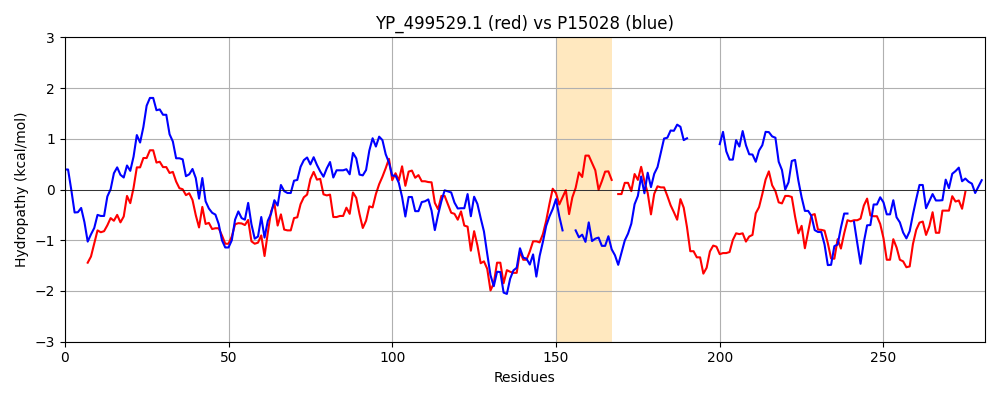 YP_499529.1 (red) vs P15028 (blue)
Hydropathy (kcal/mol)
3
2
1
0
−1
−2
−3
0 50 100 150 200 250
Residues